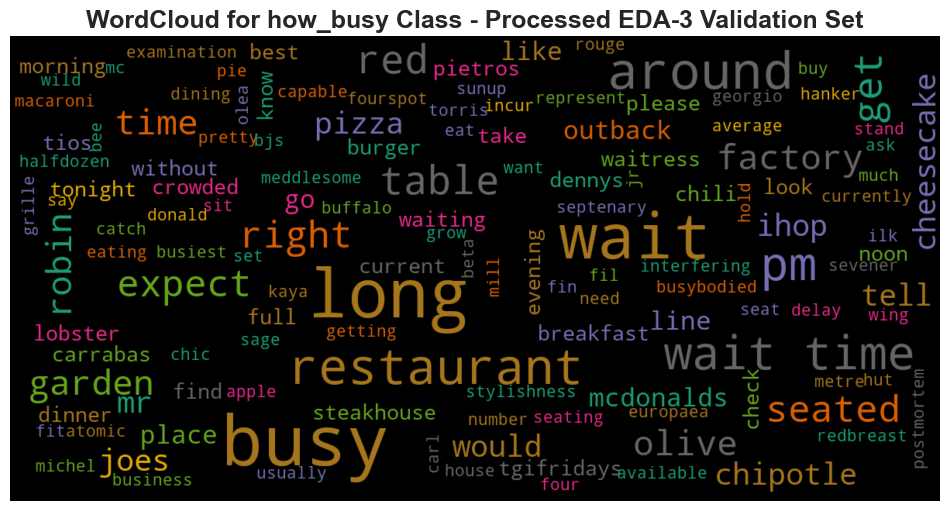 WordCloud for how_busy Class - Processed EDA-3 Validation Set
examination best
like
rouge
morning mc
red
around
get
wild
pie
pietros
buy
macaroni
dining
olea
know
capable
fourspot
sunup
torris
incur
represent
please
georgio
hanker
cheesecake
time
pretty
bjs
pizza
eat
take
outback
average
stand
tios
bee
burger
waitress
factory
ask
halfdozen
without
meddlesome
table
want
dennys
jr
chili
look
much
currently
grille
say
tonight
crowded
sit
go
buffalo
waiting
septenary
hold
donald
catch
robin
right
grow
wait
ihop
ilk
noon
eating
busiest
set
current
beta
mill
evening
fil
interfering
pm
sevener
expect
kaya
long
fin
need
busybodied
tell
full
getting
line
seat
delay
wing
lobster
sage
breakfast
carrabas
chic
restaurant
wait time
garden
mr
find
apple
stylishness
mcdonalds
check
metre
hut
dinner
steakhouse
number
seating
europaea
seated
postmortem
fit
atomic
place
busy
carl
would
olive
redbreast
joes
michel
business
usually
house
tgifridays
four
available
chipotle